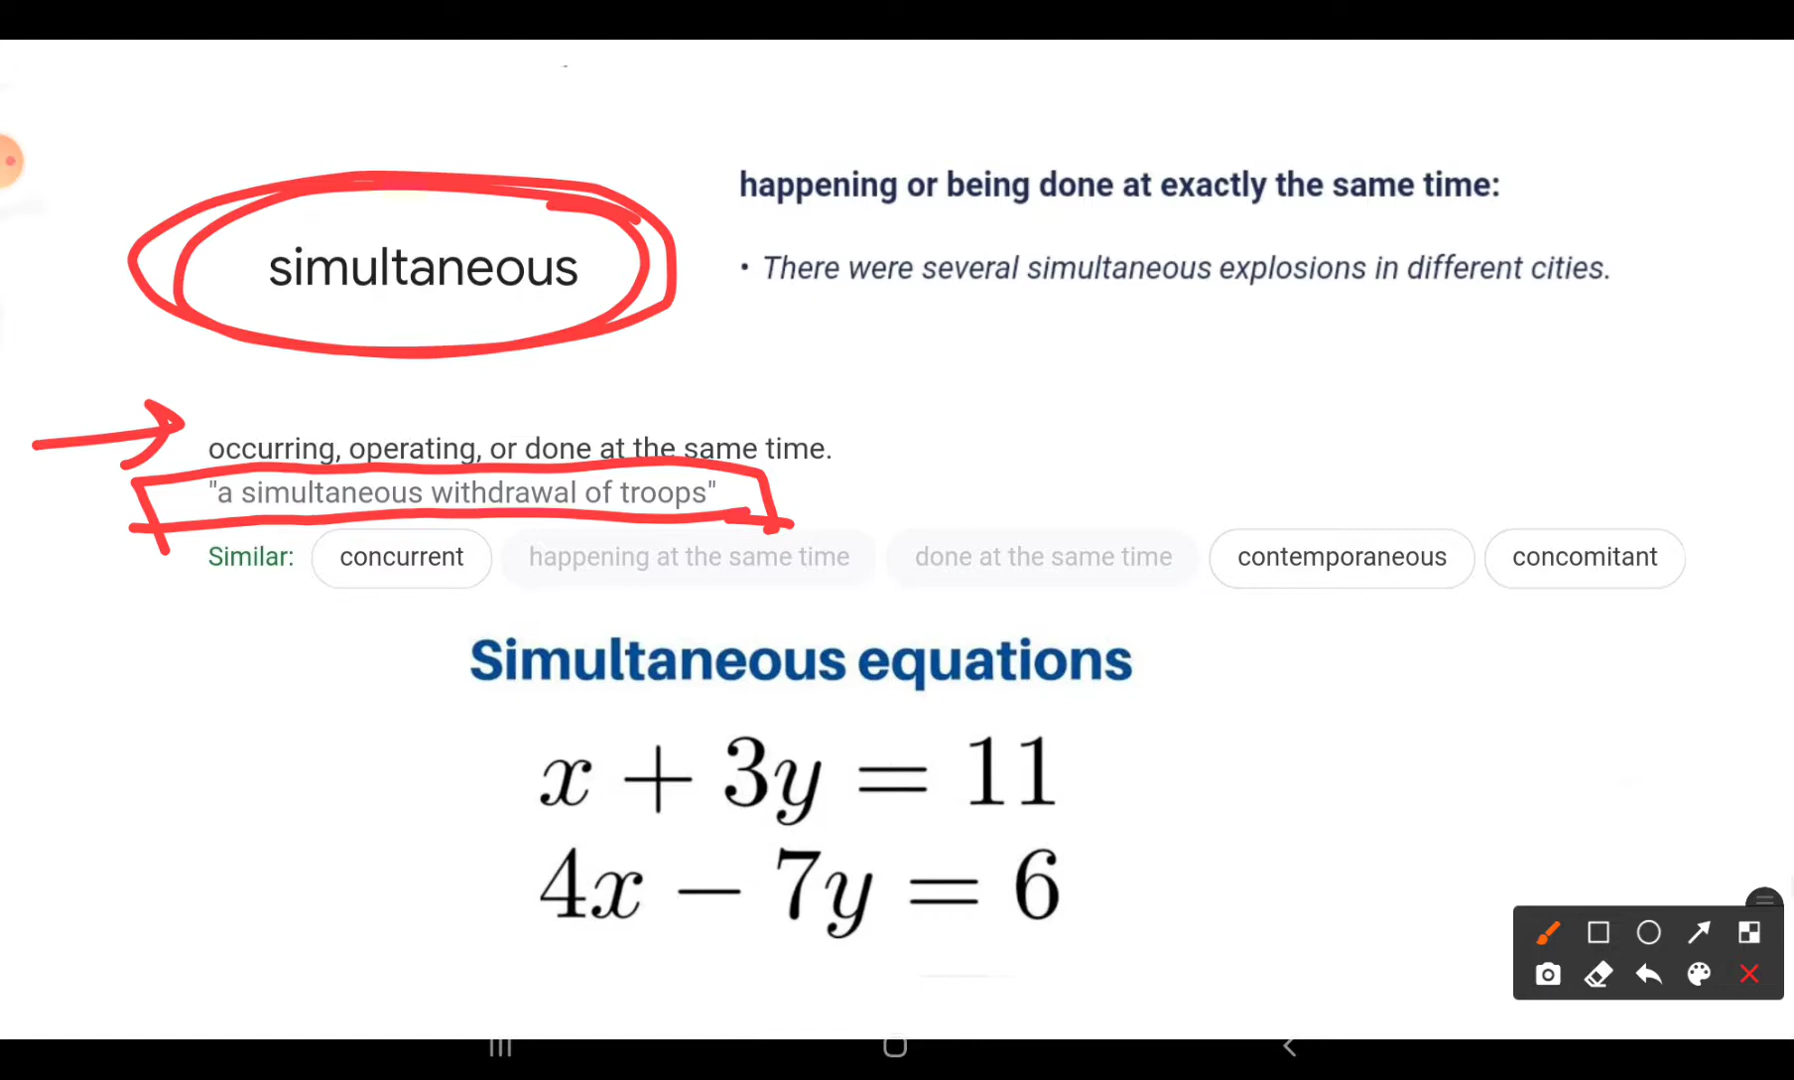 simultaneous
happening or being done at exactly the same time:
• There were several simultaneous explosions in different cities.
occurring, operating, or done at the same time.
"a simultaneous withdrawal of troops"
Similar: concurrent happening at the same time done at the same time contemporaneous concomitant
Simultaneous equations
x + 3y = 11
4x − 7y = 6